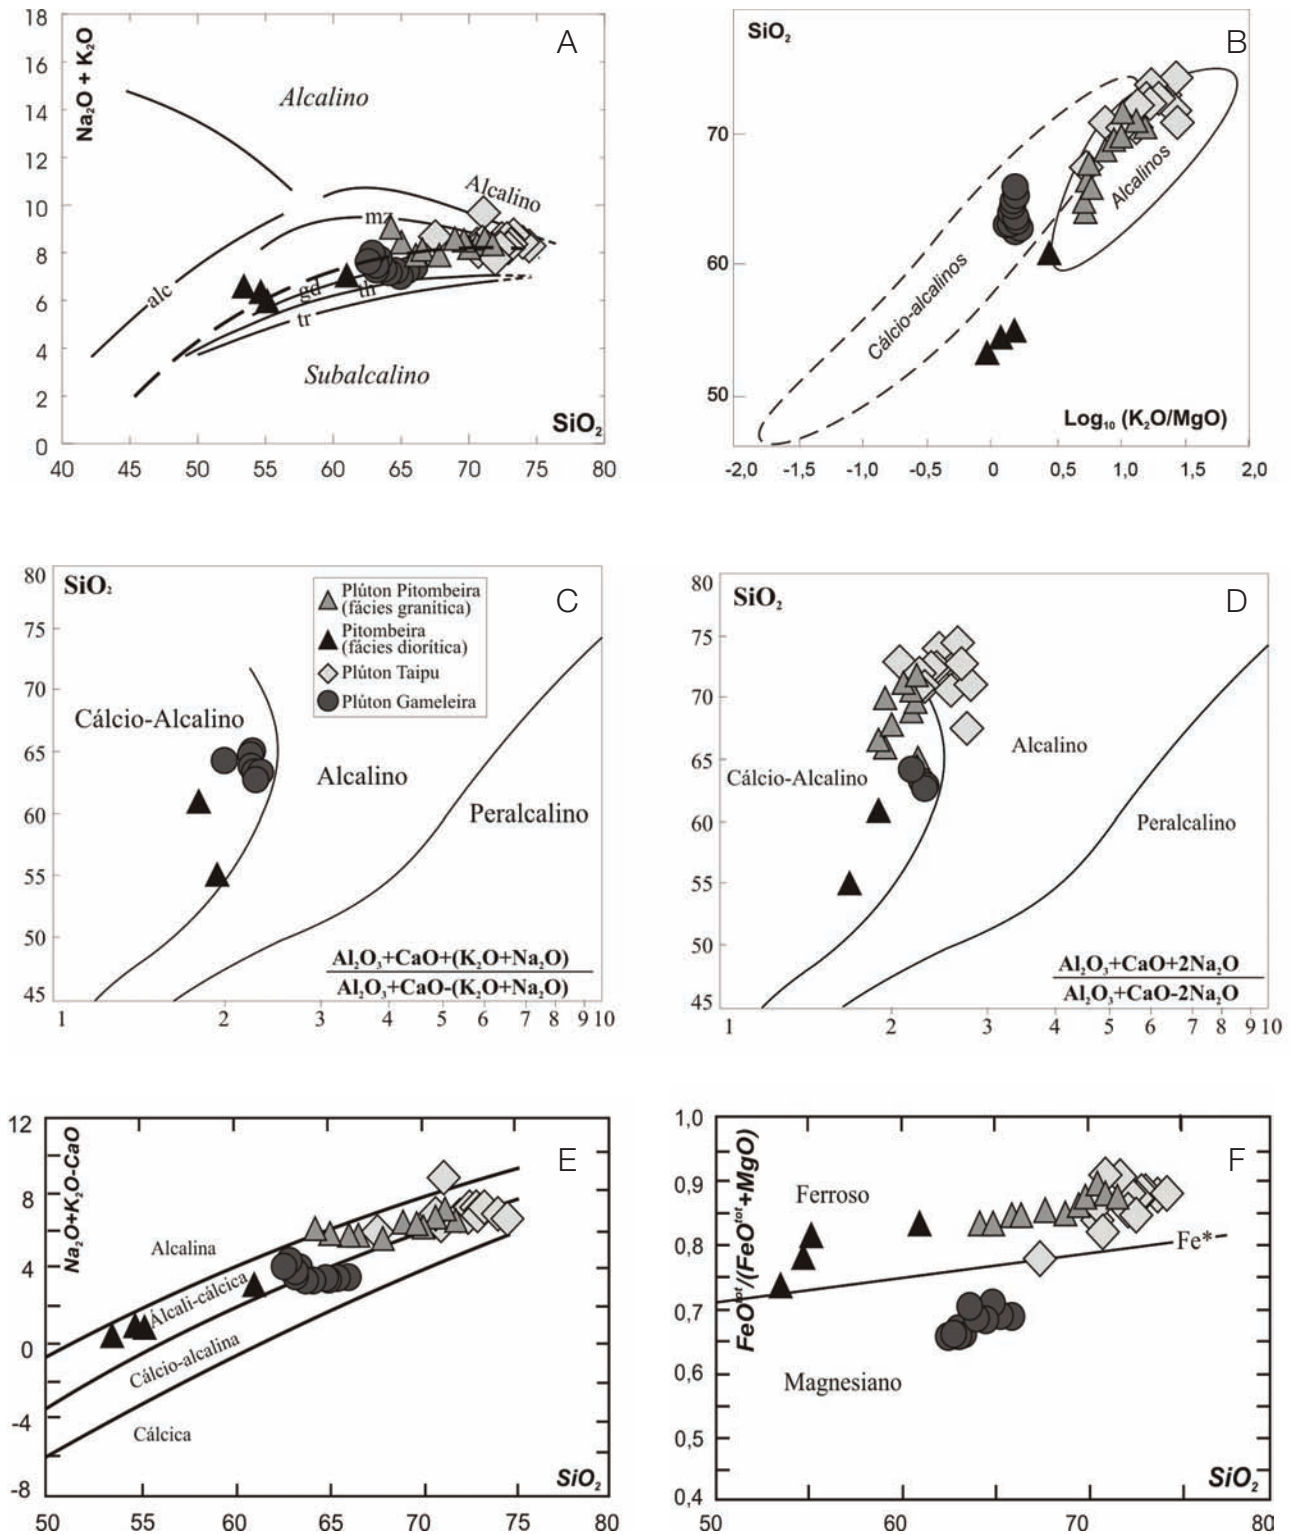 A
Na₂O + K₂O
18
16
14
12
10
8
6
4
2
0
Alcalino
Alcalino
mz
alc
gd
th
tr
Subalcalino
SiO₂
40 45 50 55 60 65 70 75 80
B
SiO₂
70
60
50
Alcalinos
Cálcio-alcalinos
Log₁₀ (K₂O/MgO)
-2,0 -1,5 -1,0 -0,5 0 0,5 1,0 1,5 2,0
C
SiO₂
80
75
70
65
60
55
50
45
Plúton Pitombeira
(fácies granítica)
Pitombeira
(fácies diorítica)
Plúton Taipu
Plúton Gameleira
Cálcio-Alcalino
Alcalino
Peralcalino
Al₂O₃+CaO+(K₂O+Na₂O)
Al₂O₃+CaO-(K₂O+Na₂O)
1 2 3 4 5 6 7 8 9 10
D
SiO₂
80
75
70
65
60
55
50
45
Cálcio-Alcalino
Alcalino
Peralcalino
Al₂O₃+CaO+2Na₂O
Al₂O₃+CaO-2Na₂O
1 2 3 4 5 6 7 8 9 10
E
Na₂O+K₂O-CaO
12
8
4
0
-4
-8
Alcalina
Álcali-cálcica
Cálcio-alcalina
Cálcica
SiO₂
50 55 60 65 70 75 80
F
FeOᵗᵒᵗ/(FeOᵗᵒᵗ+MgO)
1,0
0,9
0,8
0,7
0,6
0,5
0,4
Ferroso
Fe*
Magnesiano
SiO₂
50 60 70 80